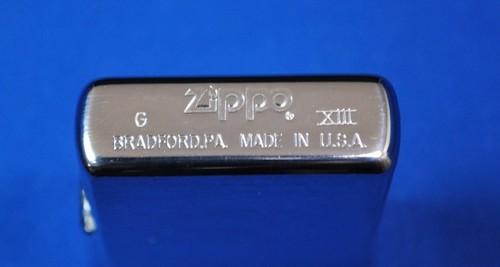 Zippo ®
G XIII
BRADFORD,PA. MADE IN U.S.A.